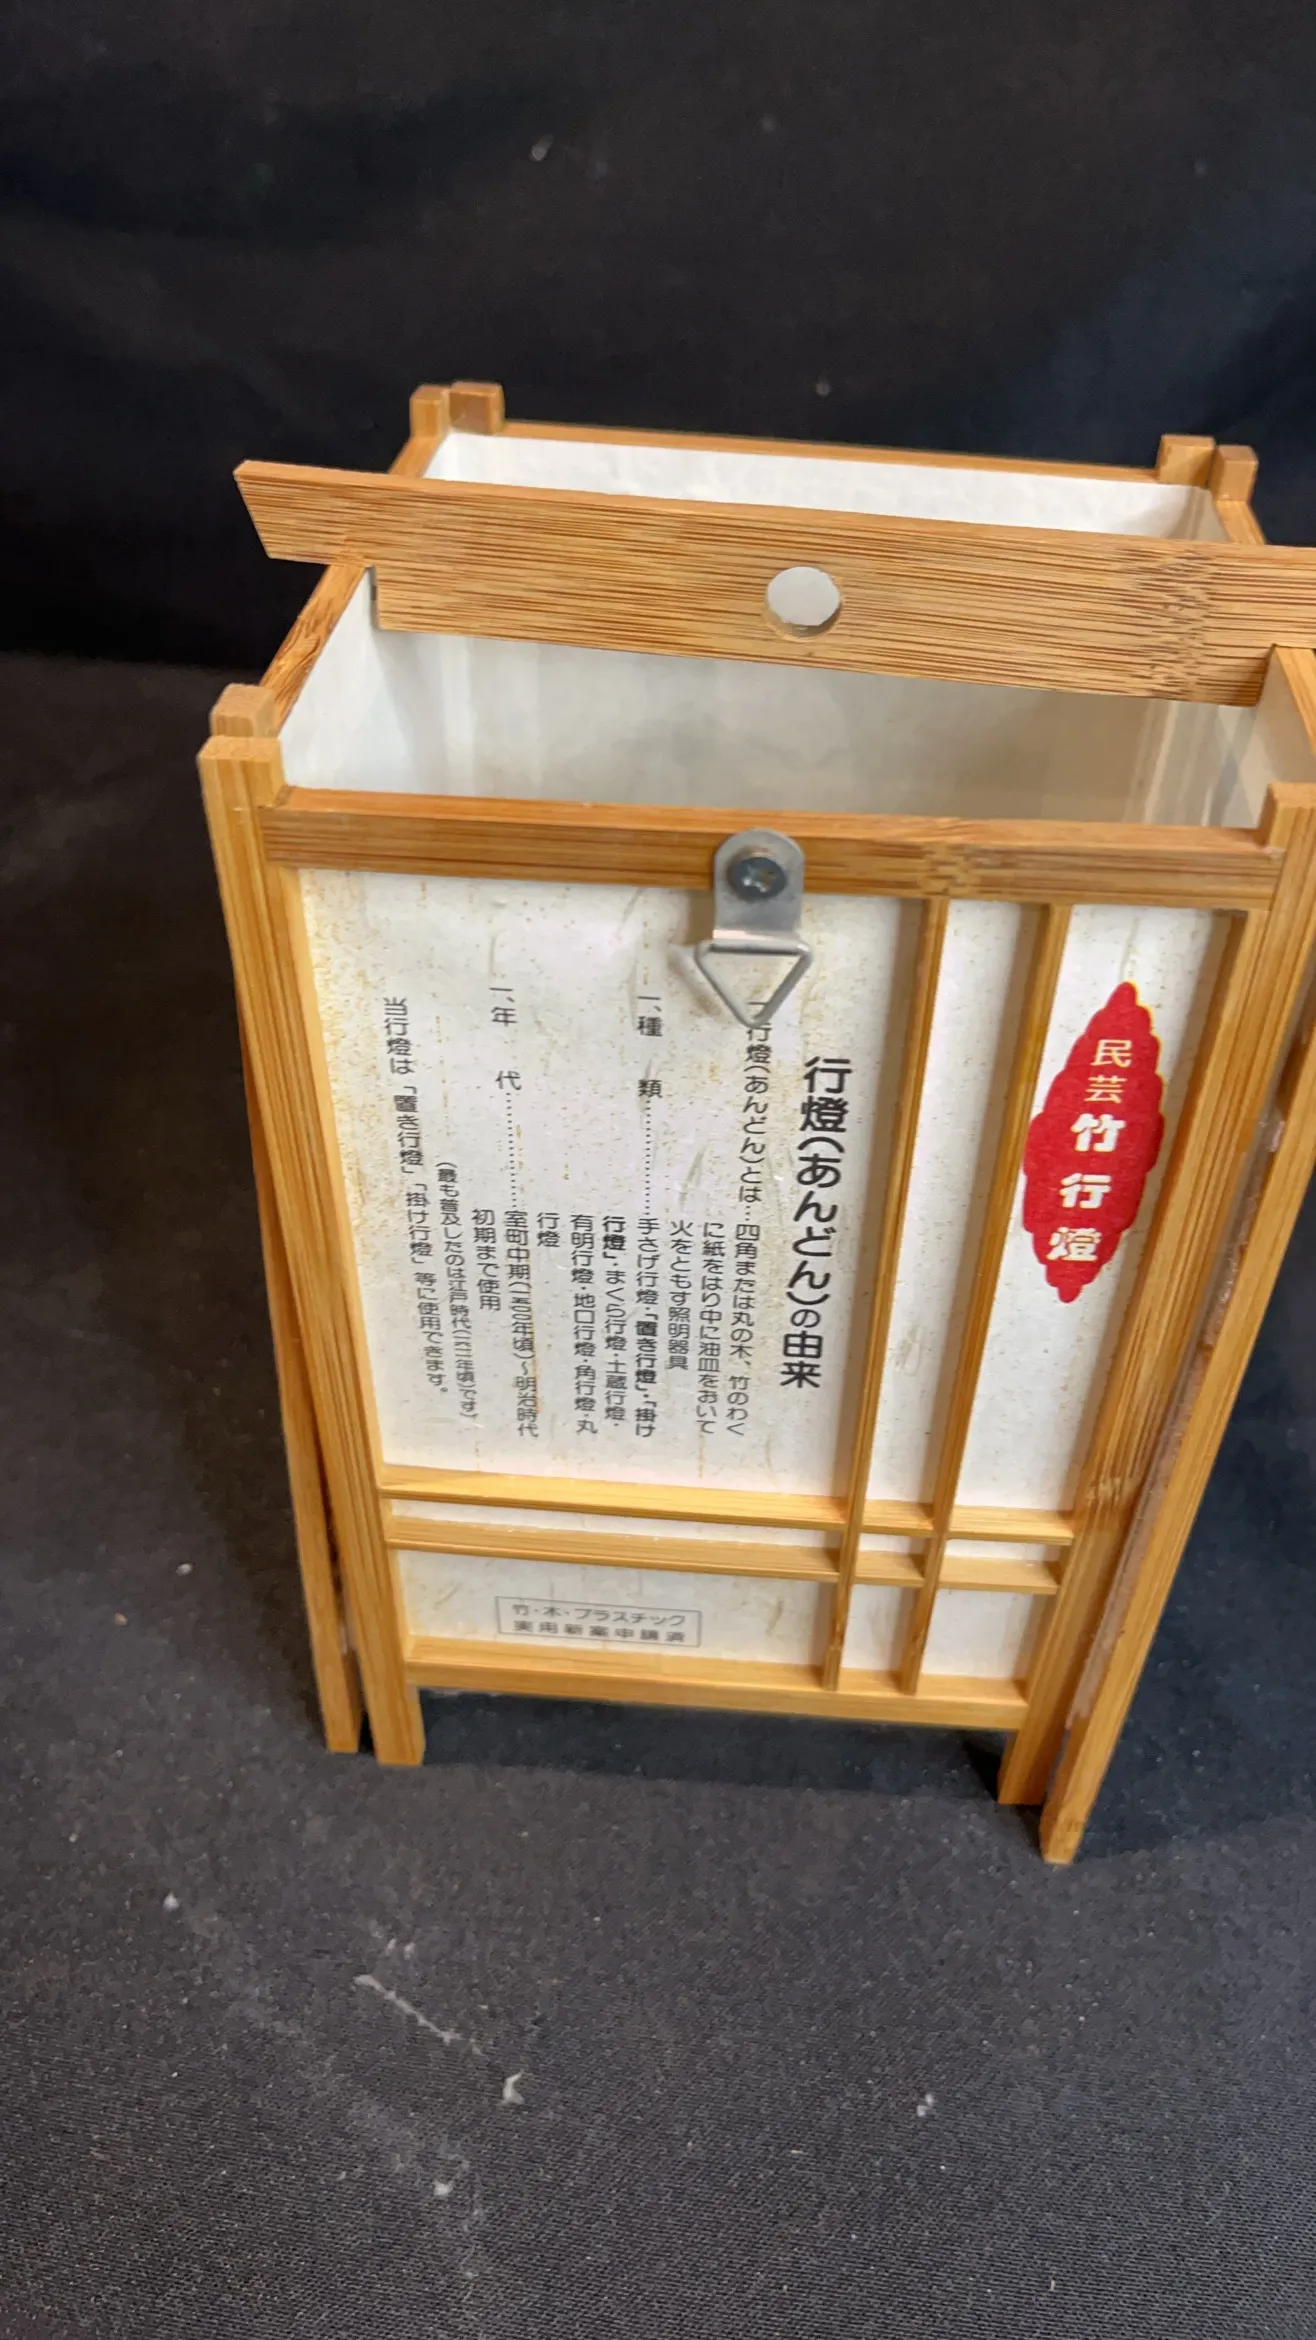 民芸
竹行燈
行燈(あんどん)の由来
一、行燈(あんどん)とは…四角または丸の木、竹のわく
に紙をはり中に油皿をおいて
火をともす照明器具
一、種類…………手さげ行燈・「置き行燈」・「掛け
行燈」・まくら行燈・土蔵行燈・
有明行燈・地口行燈・角行燈・丸
行燈
一、年代…………室町中期(一五〇〇年頃)〜明治時代
初期まで使用
(最も普及したのは江戸時代(一六一一年頃)です)
当行燈は「置き行燈」「掛け行燈」等に使用できます。
竹・木・プラスチック
実用新案申請済